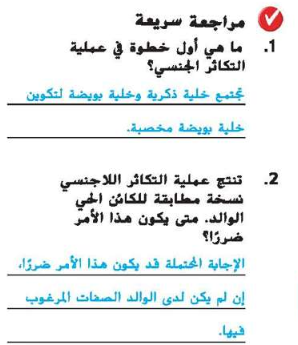 مراجعة سريعة
1. ما هي أول خطوة في عملية
التكاثر الجنسي؟
تجتمع خلية ذكرية وخلية بويضة لتكوين
خلية بويضة مخصبة.
2. تنتج عملية التكاثر اللاجنسي
نسخة مطابقة للكائن الحي
الوالد. متى يكون هذا الأمر
ضررًا؟
الإجابة المحتملة قد يكون هذا الأمر ضررًا،
إن لم يكن لدى الوالد الصفات المرغوب
فيها.